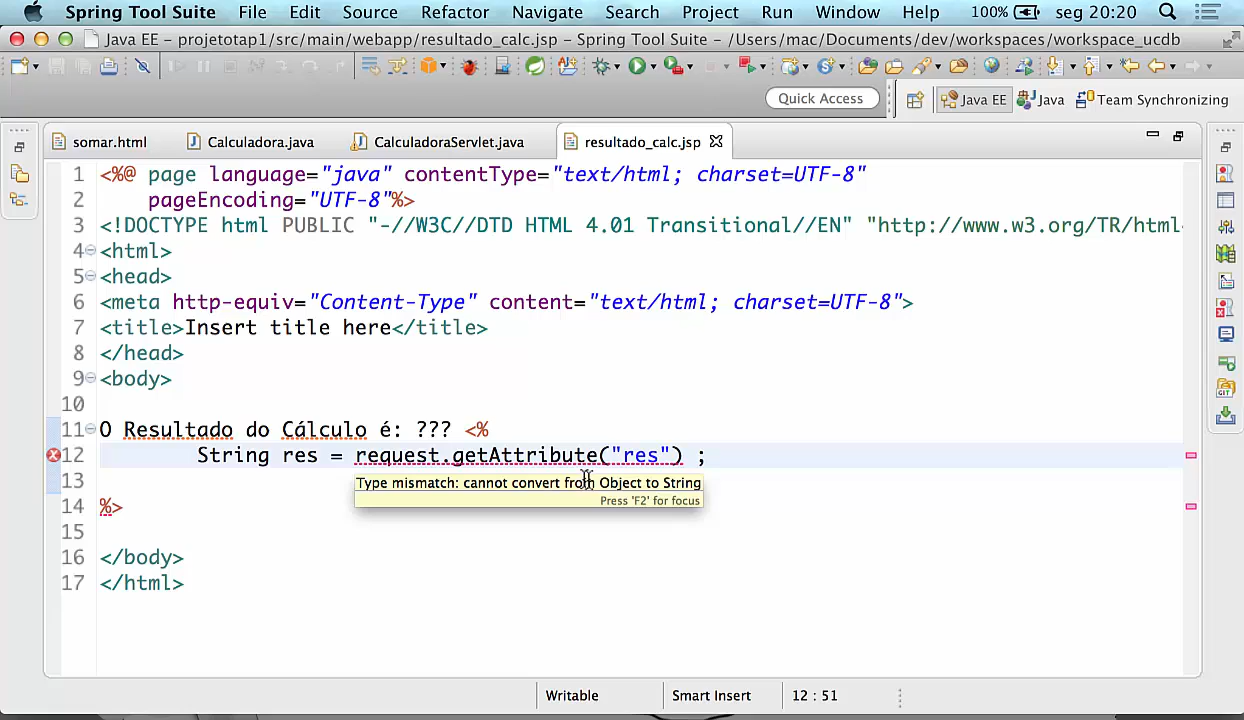 Spring Tool Suite File Edit Source Refactor Navigate Search Project Run Window Help 100% seg 20:20
Java EE – projetotap1/src/main/webapp/resultado_calc.jsp – Spring Tool Suite – /Users/mac/Documents/dev/workspaces/workspace_ucdb
Quick Access Java EE Java Team Synchronizing
somar.html Calculadora.java CalculadoraServlet.java resultado_calc.jsp
1 <%@ page language="java" contentType="text/html; charset=UTF-8"
2 pageEncoding="UTF-8"%>
3 <!DOCTYPE html PUBLIC "-//W3C//DTD HTML 4.01 Transitional//EN" "http://www.w3.org/TR/html
4 <html>
5 <head>
6 <meta http-equiv="Content-Type" content="text/html; charset=UTF-8">
7 <title>Insert title here</title>
8 </head>
9 <body>
10
11 O Resultado do Cálculo é: ??? <%
12 String res = request.getAttribute("res") ;
13
Type mismatch: cannot convert from Object to String
Press 'F2' for focus
14 %>
15
16 </body>
17 </html>
Writable Smart Insert 12 : 51